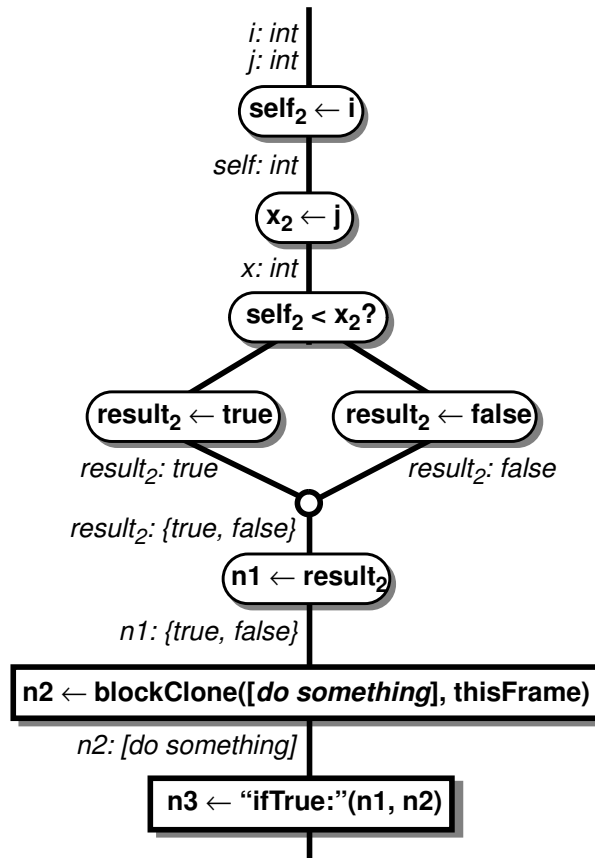 i: int
j: int
self₂ ← i
self: int
x₂ ← j
x: int
self₂ < x₂?
result₂ ← true
result₂ ← false
result₂: true
result₂: false
result₂: {true, false}
n1 ← result₂
n1: {true, false}
n2 ← blockClone([do something], thisFrame)
n2: [do something]
n3 ← “ifTrue:”(n1, n2)